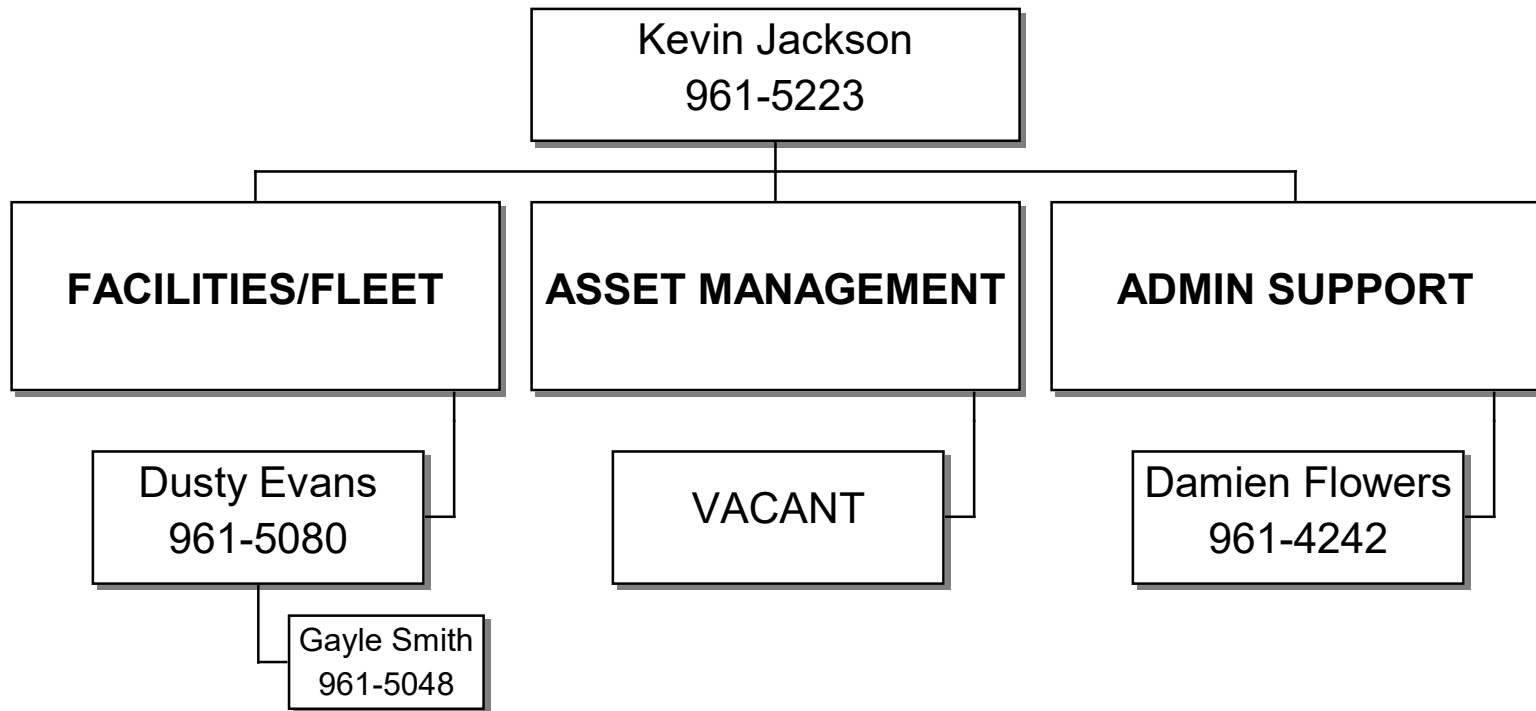 Kevin Jackson
961-5223
FACILITIES/FLEET
ASSET MANAGEMENT
ADMIN SUPPORT
Dusty Evans
961-5080
VACANT
Damien Flowers
961-4242
Gayle Smith
961-5048